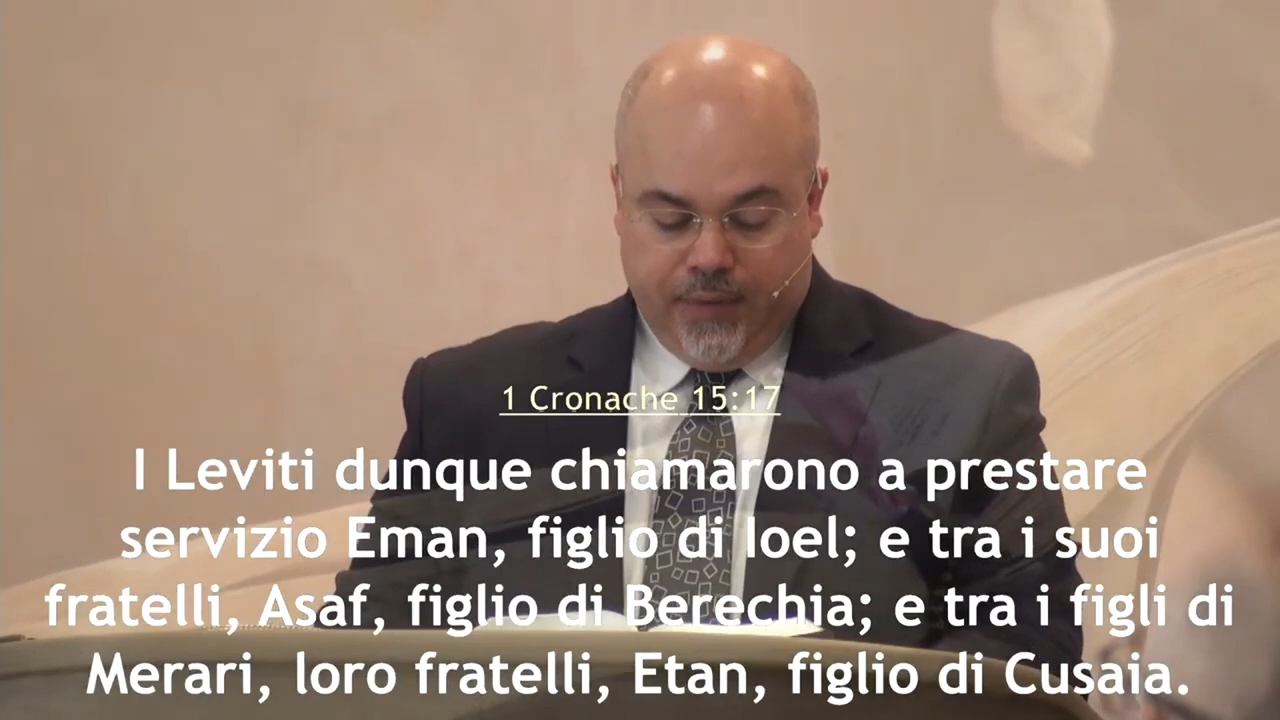 1 Cronache 15:17
I Leviti dunque chiamarono a prestare
servizio Eman, figlio di Ioel; e tra i suoi
fratelli, Asaf, figlio di Berechia; e tra i figli di
Merari, loro fratelli, Etan, figlio di Cusaia.